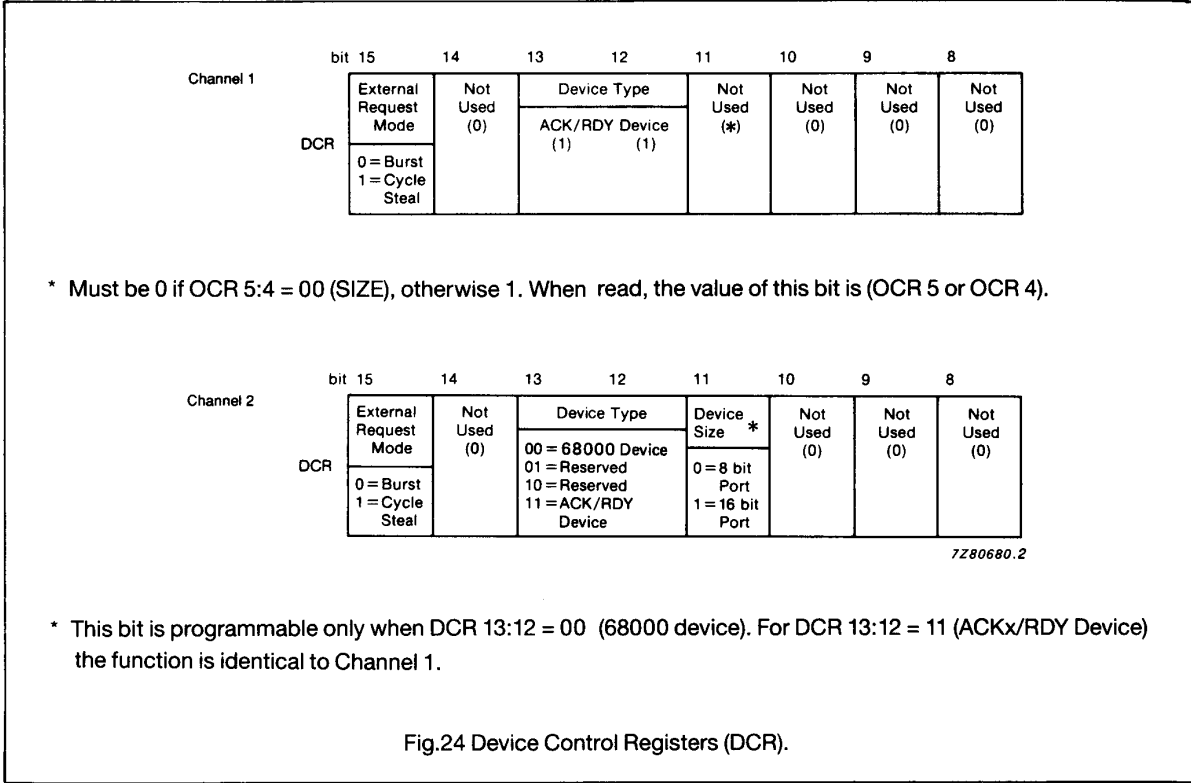 bit 15 14 13 12 11 10 9 8
Channel 1
External Request Mode
0 = Burst
1 = Cycle Steal
Not Used (0)
Device Type
ACK/RDY Device
(1) (1)
Not Used (*)
Not Used (0)
Not Used (0)
Not Used (0)
DCR
* Must be 0 if OCR 5:4 = 00 (SIZE), otherwise 1. When read, the value of this bit is (OCR 5 or OCR 4).
bit 15 14 13 12 11 10 9 8
Channel 2
External Request Mode
0 = Burst
1 = Cycle Steal
Not Used (0)
Device Type
00 = 68000 Device
01 = Reserved
10 = Reserved
11 = ACK/RDY Device
Device Size *
0 = 8 bit Port
1 = 16 bit Port
Not Used (0)
Not Used (0)
Not Used (0)
DCR
7Z80680.2
* This bit is programmable only when DCR 13:12 = 00 (68000 device). For DCR 13:12 = 11 (ACKx/RDY Device)
the function is identical to Channel 1.
Fig.24 Device Control Registers (DCR).